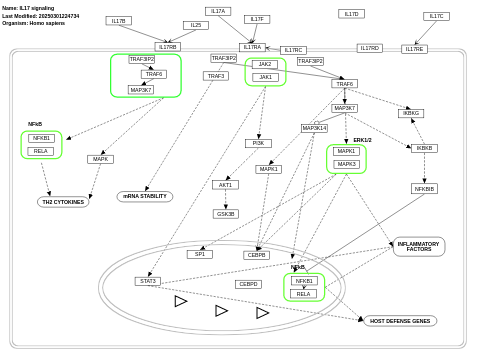 Name: IL17 signaling
Last Modified: 20250301224734
Organism: Homo sapiens
IL17A
IL17B
IL25
IL17F
IL17D
IL17C
IL17RB
IL17RA
IL17RC
IL17RD
IL17RE
TRAF3IP2
TRAF6
MAP3K7
TRAF3IP2
TRAF3
JAK2
JAK1
TRAF3IP2
TRAF6
MAP3K7
IKBKG
MAP3K14
NFkB
NFKB1
RELA
MAPK
PI3K
ERK1/2
MAPK1
MAPK3
IKBKB
MAPK1
AKT1
NFKBIB
GSK3B
TH2 CYTOKINES
mRNA STABILITY
INFLAMMATORY
FACTORS
SP1
CEBPB
NFkB
NFKB1
RELA
STAT3
CEBPD
HOST DEFENSE GENES